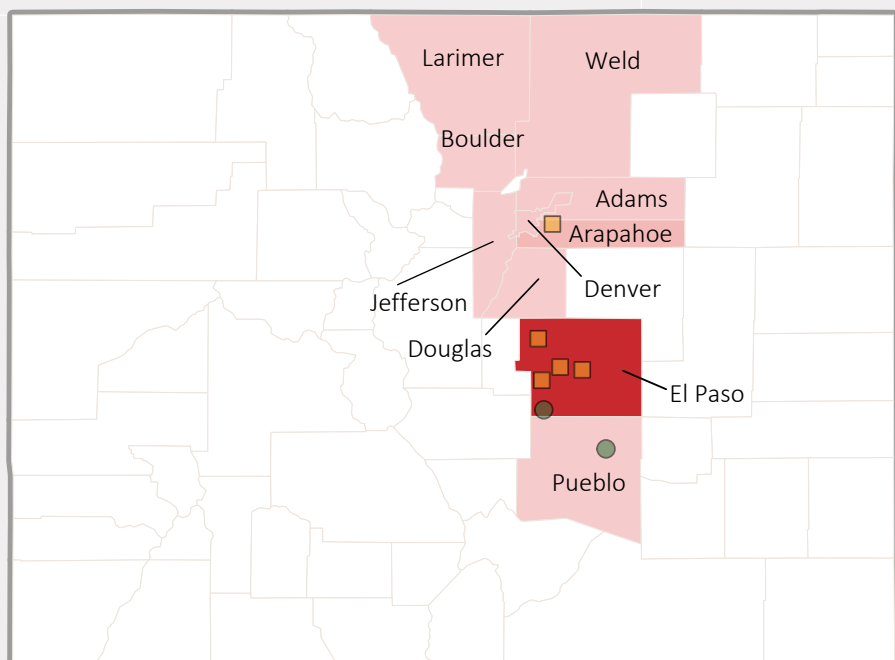 Larimer
Weld
Boulder
Adams
Arapahoe
Denver
Jefferson
Douglas
El Paso
Pueblo